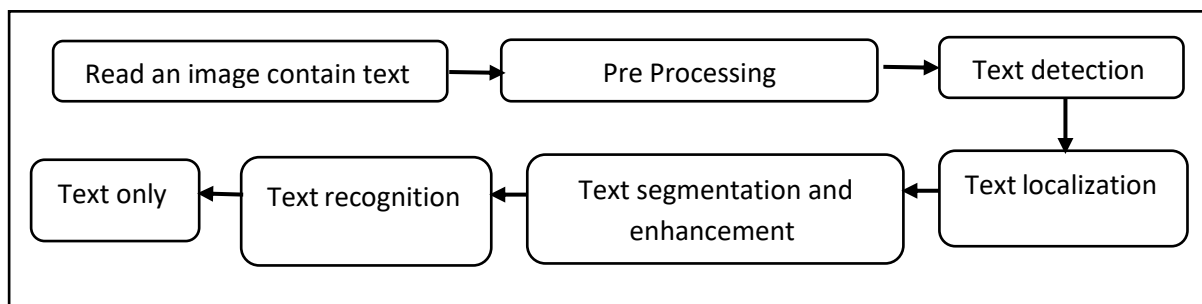 Read an image contain text
Pre Processing
Text detection
Text localization
Text segmentation and
enhancement
Text recognition
Text only